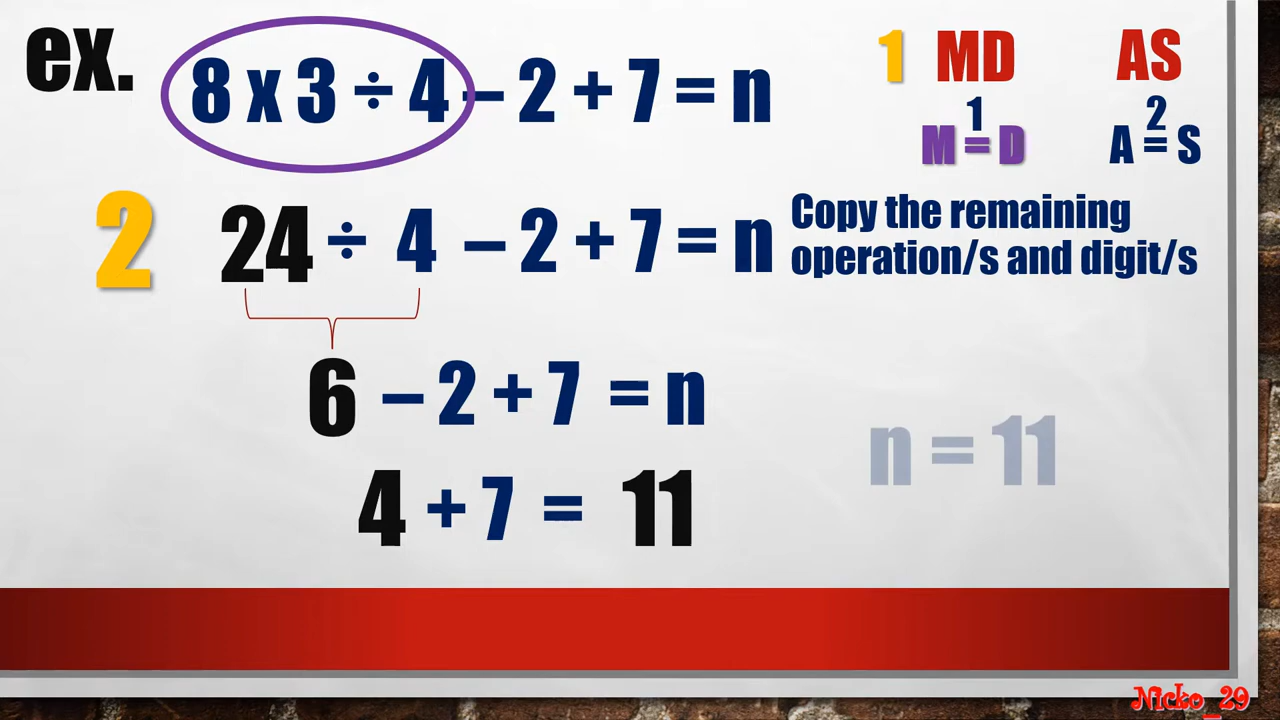 ex.
8 x 3 ÷ 4 – 2 + 7 = n
1 MD AS
1 2
M = D A = S
2
24 ÷ 4 – 2 + 7 = n
Copy the remaining
operation/s and digit/s
6 – 2 + 7 = n
4 + 7 = 11
n = 11
Nicko_29